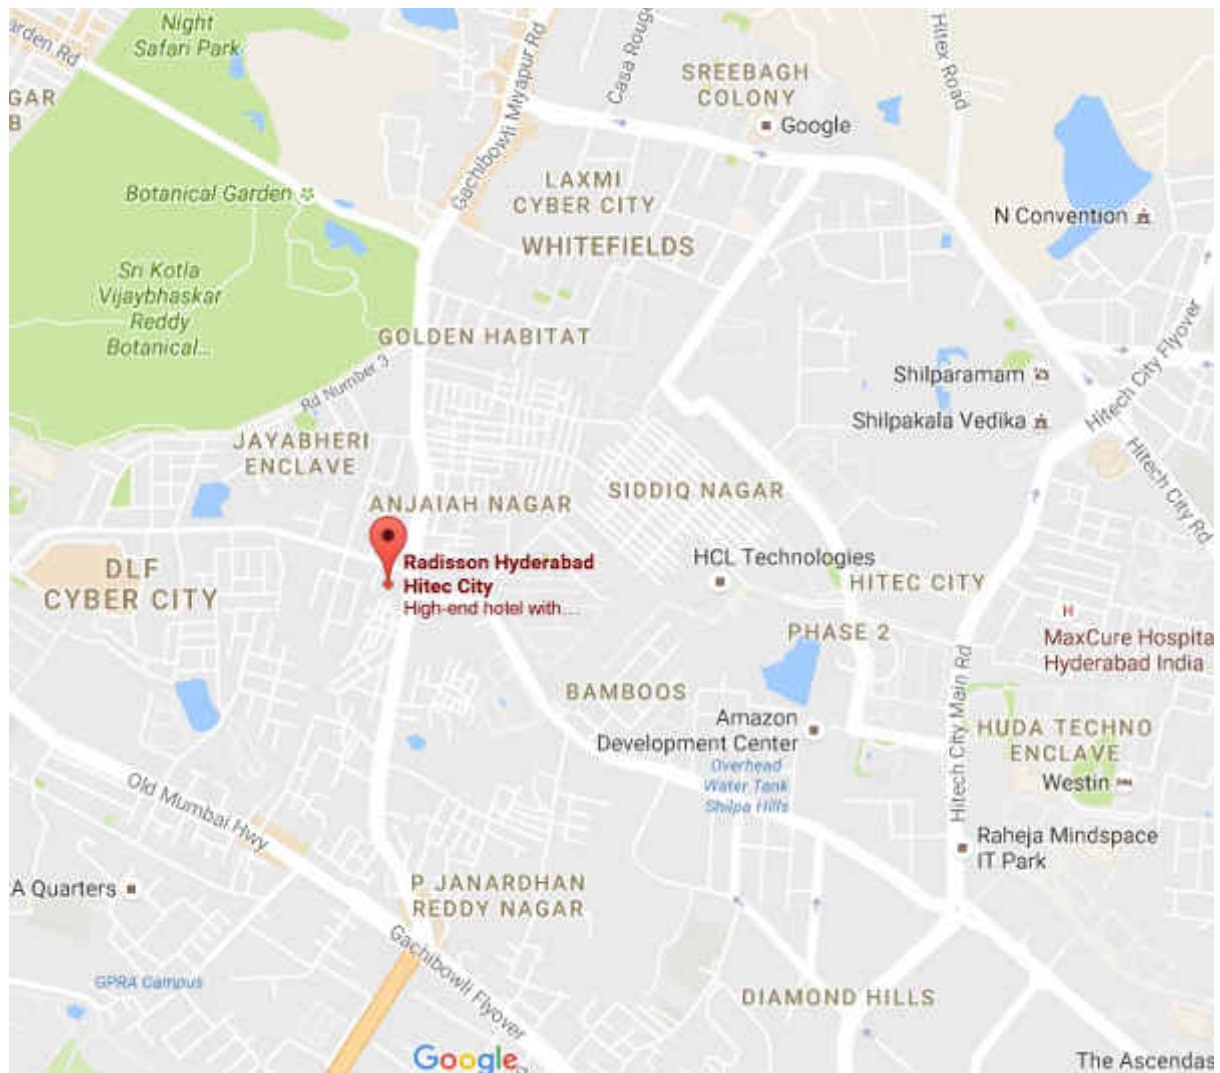 Night
Safari Park
arden Rd
GAR
B
Gachibowli Miyapur Rd
Casa Roug
SREEBAGH
COLONY
Google
Hitex Road
Botanical Garden
LAXMI
CYBER CITY
WHITEFIELDS
N Convention
Sri Kotla
Vijaybhaskar
Reddy
Botanical...
GOLDEN HABITAT
Rd Number 3
Shilparamam
Shilpakala Vedika
Hitech City Flyover
Hitech City Rd
JAYABHERI
ENCLAVE
ANJAIAH NAGAR
SIDDIQ NAGAR
DLF
CYBER CITY
Radisson Hyderabad
Hitec City
High-end hotel with ...
HCL Technologies
HITEC CITY
PHASE 2
MaxCure Hospita
Hyderabad India
H
BAMBOOS
Amazon
Development Center
Overhead
Water Tank
Shilpa Hills
Hitech City Main Rd
HUDA TECHNO
ENCLAVE
Westin
Raheja Mindspace
IT Park
Old Mumbai Hwy
A Quarters
P JANARDHAN
REDDY NAGAR
Gachibowli Flyover
GPRA Campus
DIAMOND HILLS
Google
The Ascendas